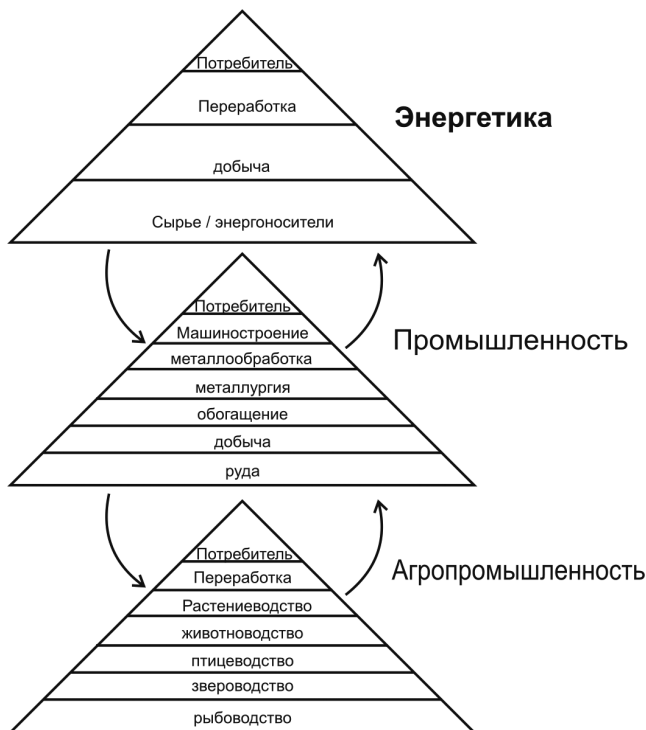 Потребитель
Переработка
Энергетика
добыча
Сырье / энергоносители
Потребитель
Машиностроение
Промышленность
металлообработка
металлургия
обогащение
добыча
руда
Потребитель
Переработка
Агропромышленность
Растениеводство
животноводство
птицеводство
звероводство
рыбоводство